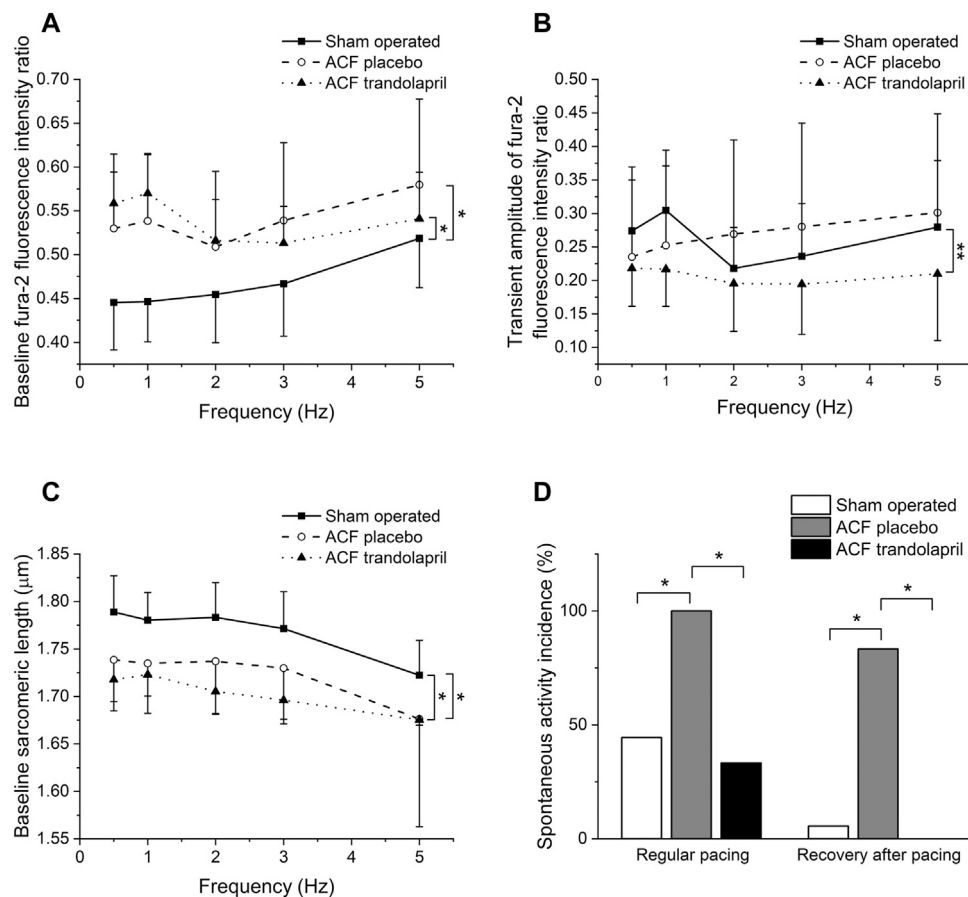 A
Sham operated
ACF placebo
ACF trandolapril
Baseline fura-2 fluorescence intensity ratio
0.70
0.65
0.60
0.55
0.50
0.45
0.40
0 1 2 3 4 5
Frequency (Hz)
*
*
B
Sham operated
ACF placebo
ACF trandolapril
Transient amplitude of fura-2
fluorescence intensity ratio
0.50
0.45
0.40
0.35
0.30
0.25
0.20
0.15
0.10
0 1 2 3 4 5
Frequency (Hz)
**
C
Sham operated
ACF placebo
ACF trandolapril
Baseline sarcomeric length (μm)
1.85
1.80
1.75
1.70
1.65
1.60
1.55
0 1 2 3 4 5
Frequency (Hz)
*
*
D
Sham operated
ACF placebo
ACF trandolapril
Spontaneous activity incidence (%)
100
50
0
* *
* *
Regular pacing Recovery after pacing